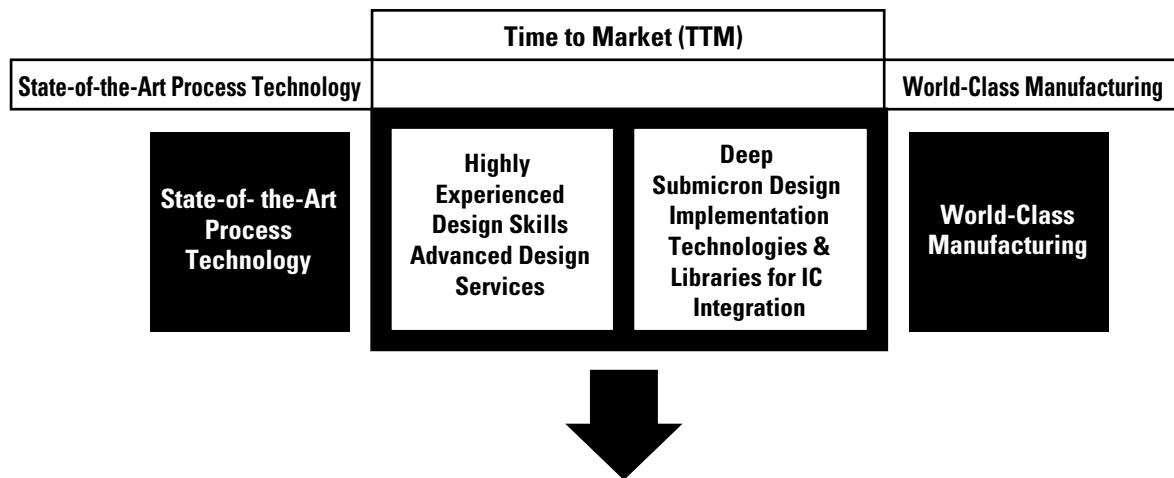 Time to Market (TTM)
State-of-the-Art Process Technology
World-Class Manufacturing
State-of- the-Art
Process
Technology
Highly
Experienced
Design Skills
Advanced Design
Services
Deep
Submicron Design
Implementation
Technologies &
Libraries for IC
Integration
World-Class
Manufacturing